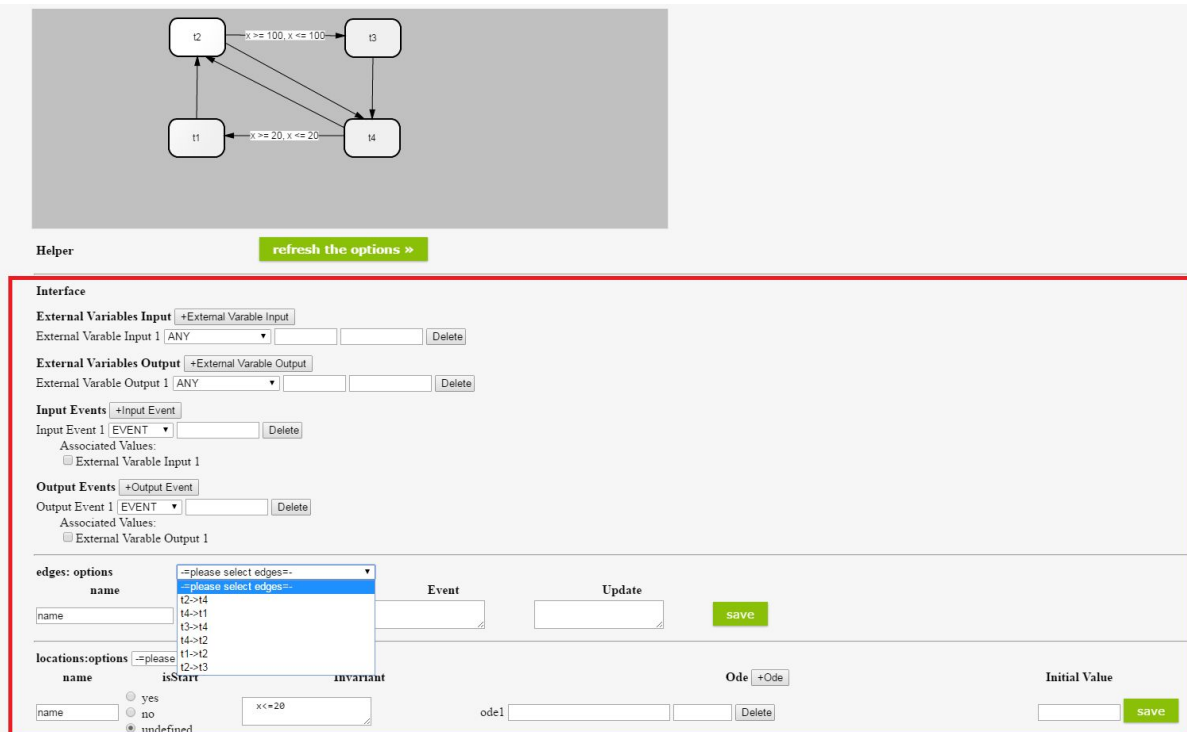 t2
x >= 100, x <= 100
t3
t1
x >= 20, x <= 20
t4
Helper
refresh the options »
Interface
External Variables Input +External Varable Input
External Varable Input 1 ANY Delete
External Variables Output +External Varable Output
External Varable Output 1 ANY Delete
Input Events +Input Event
Input Event 1 EVENT Delete
Associated Values:
External Varable Input 1
Output Events +Output Event
Output Event 1 EVENT Delete
Associated Values:
External Varable Output 1
edges: options -=please select edges=-
-=please select edges=-
t2->t4
t4->t1
t3->t4
t4->t2
t1->t2
t2->t3
name Event Update
name save
locations:options -=please
name isStart Invariant Ode +Ode Initial Value
name yes no undefined x<=20 ode1 Delete save